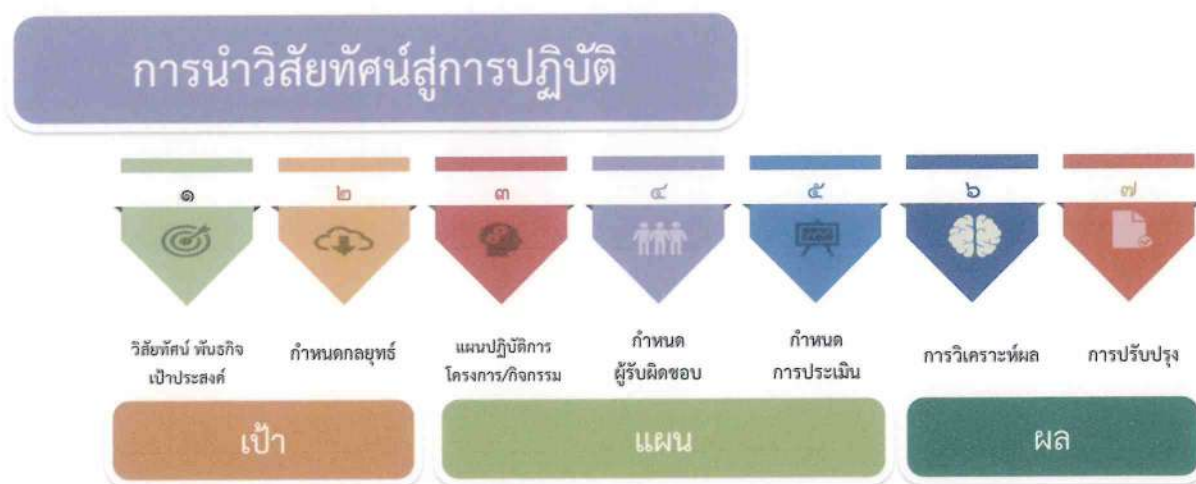 การนำวิสัยทัศน์สู่การปฏิบัติ
๑
๒
๓
๔
๕
๖
๗
วิสัยทัศน์ พันธกิจ
เป้าประสงค์
กำหนดกลยุทธ์
แผนปฏิบัติการ
โครงการ/กิจกรรม
กำหนด
ผู้รับผิดชอบ
กำหนด
การประเมิน
การวิเคราะห์ผล
การปรับปรุง
เป้า
แผน
ผล